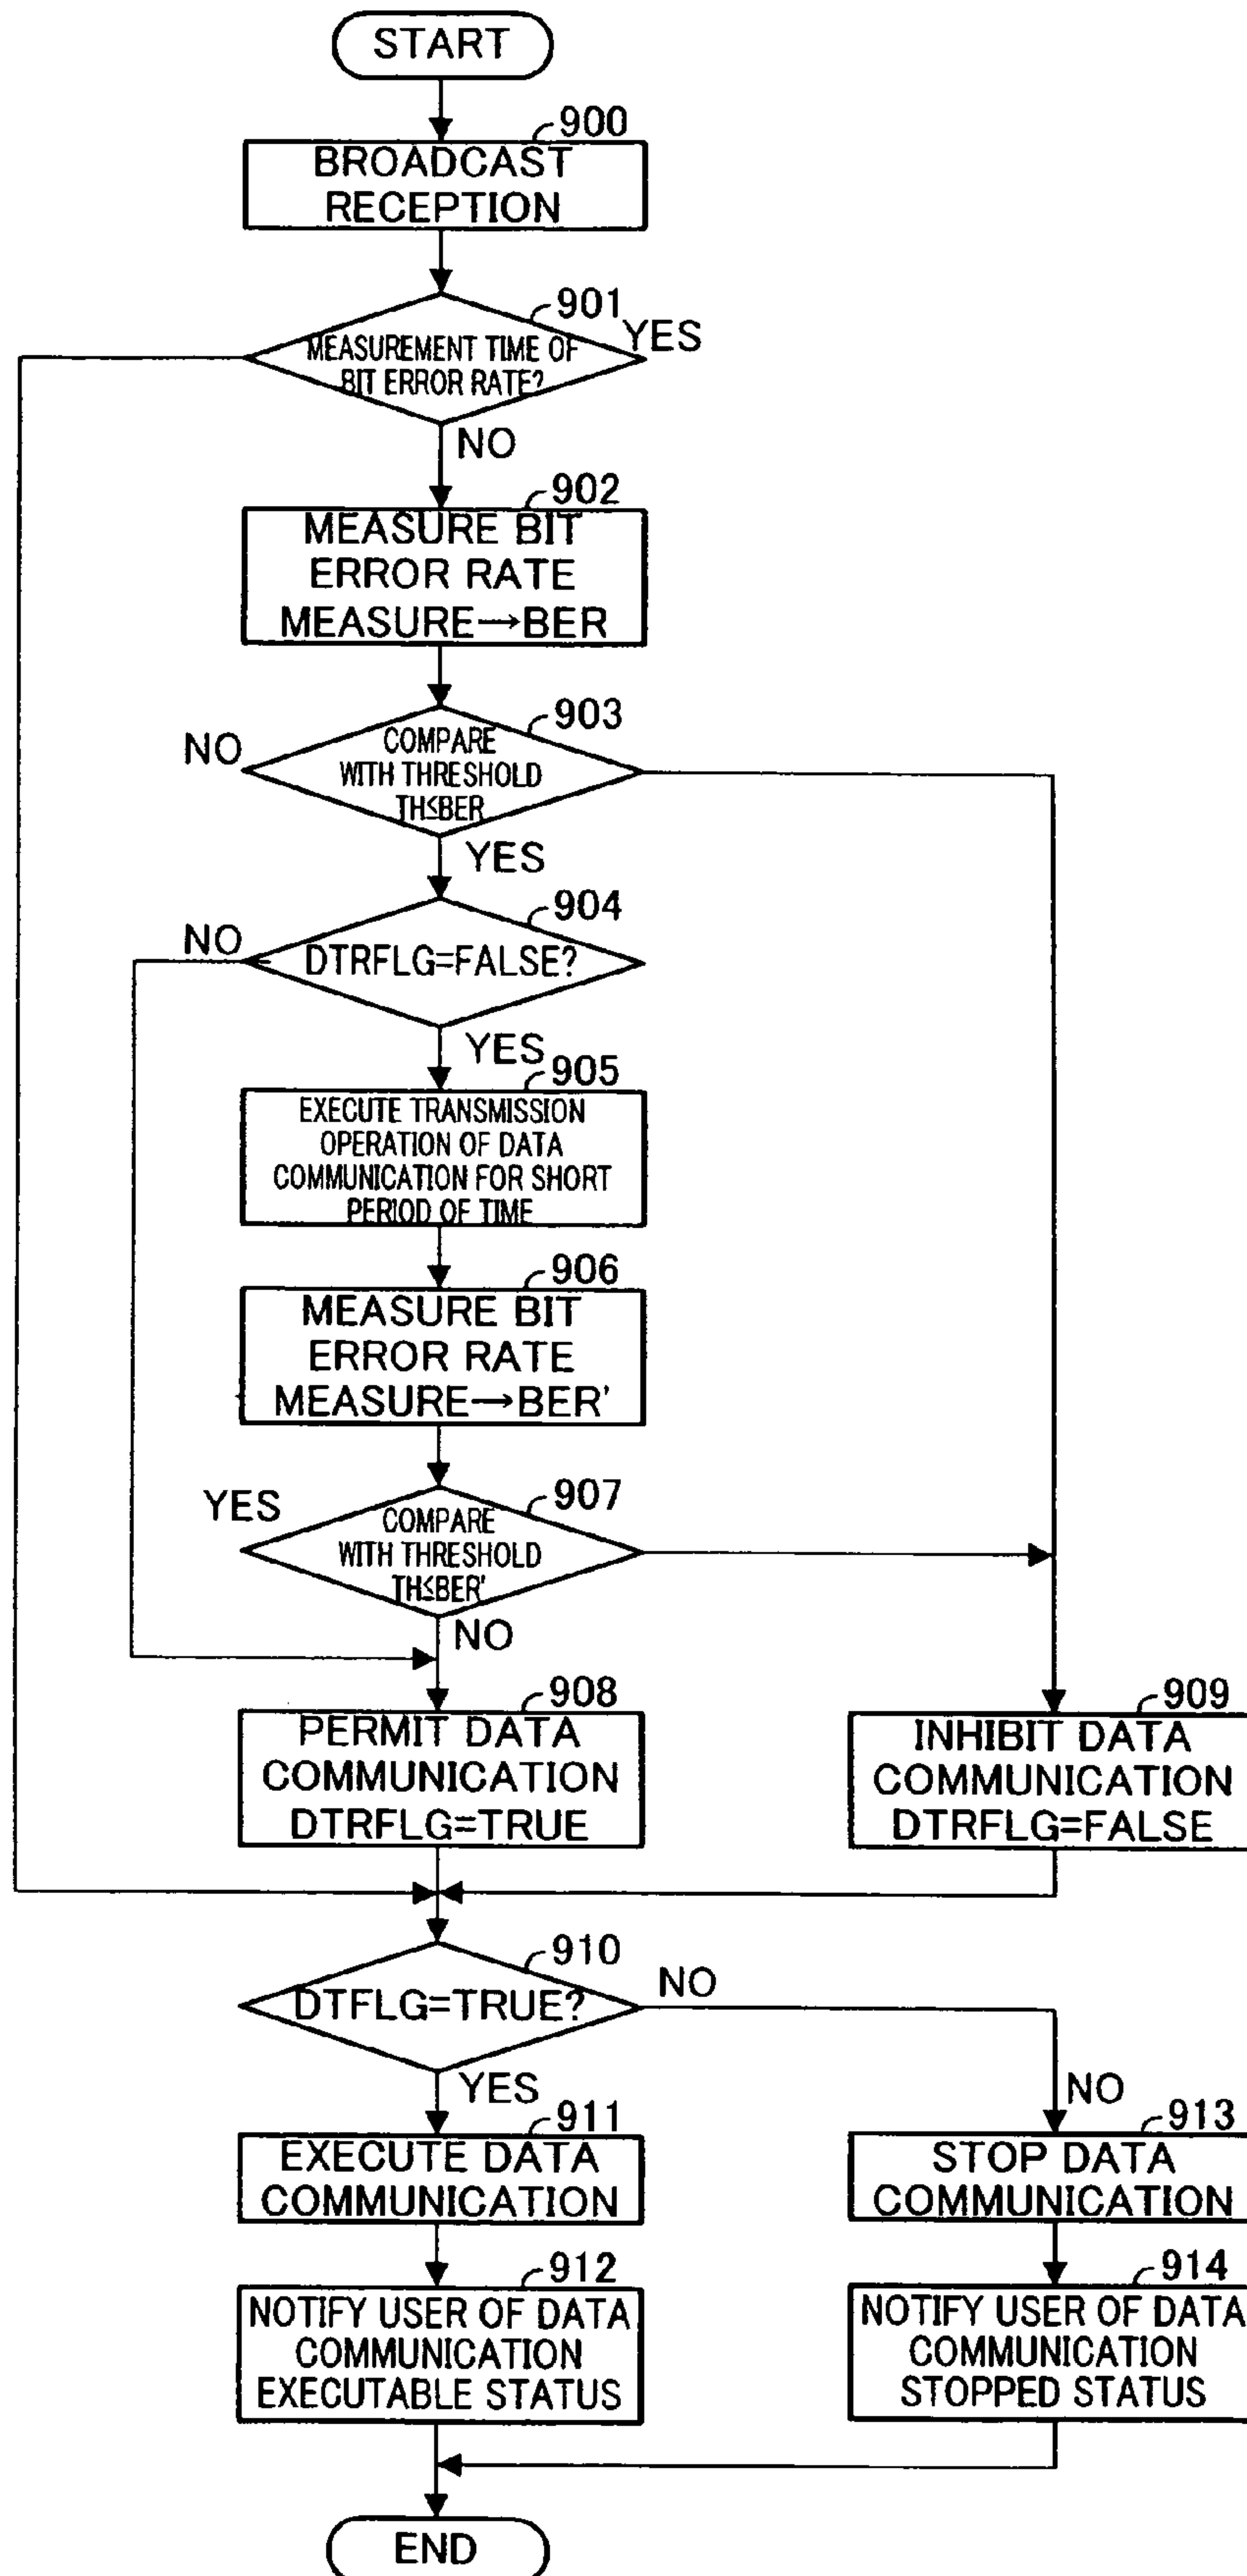 START
900
BROADCAST
RECEPTION
901
MEASUREMENT TIME OF
BIT ERROR RATE?
YES
NO
902
MEASURE BIT
ERROR RATE
MEASURE→BER
903
NO
COMPARE
WITH THRESHOLD
TH≤BER
YES
904
NO
DTRFLG=FALSE?
YES
905
EXECUTE TRANSMISSION
OPERATION OF DATA
COMMUNICATION FOR SHORT
PERIOD OF TIME
906
MEASURE BIT
ERROR RATE
MEASURE→BER'
907
YES
COMPARE
WITH THRESHOLD
TH≤BER'
NO
908
PERMIT DATA
COMMUNICATION
DTRFLG=TRUE
909
INHIBIT DATA
COMMUNICATION
DTRFLG=FALSE
910
DTFLG=TRUE?
NO
YES
NO
911
EXECUTE DATA
COMMUNICATION
913
STOP DATA
COMMUNICATION
912
NOTIFY USER OF DATA
COMMUNICATION
EXECUTABLE STATUS
914
NOTIFY USER OF DATA
COMMUNICATION
STOPPED STATUS
END